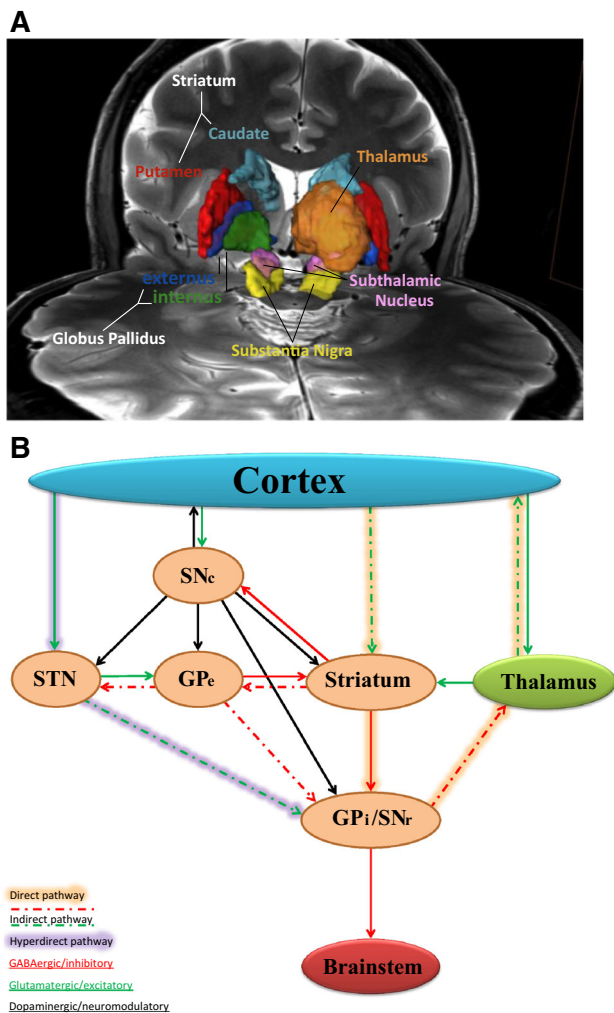 A
Striatum
Caudate
Putamen
Thalamus
externus
internus
Subthalamic
Nucleus
Globus Pallidus
Substantia Nigra
B
Cortex
SNc
STN
GPe
Striatum
Thalamus
GPi/SNr
Brainstem
Direct pathway
Indirect pathway
Hyperdirect pathway
GABAergic/inhibitory
Glutamatergic/excitatory
Dopaminergic/neuromodulatory